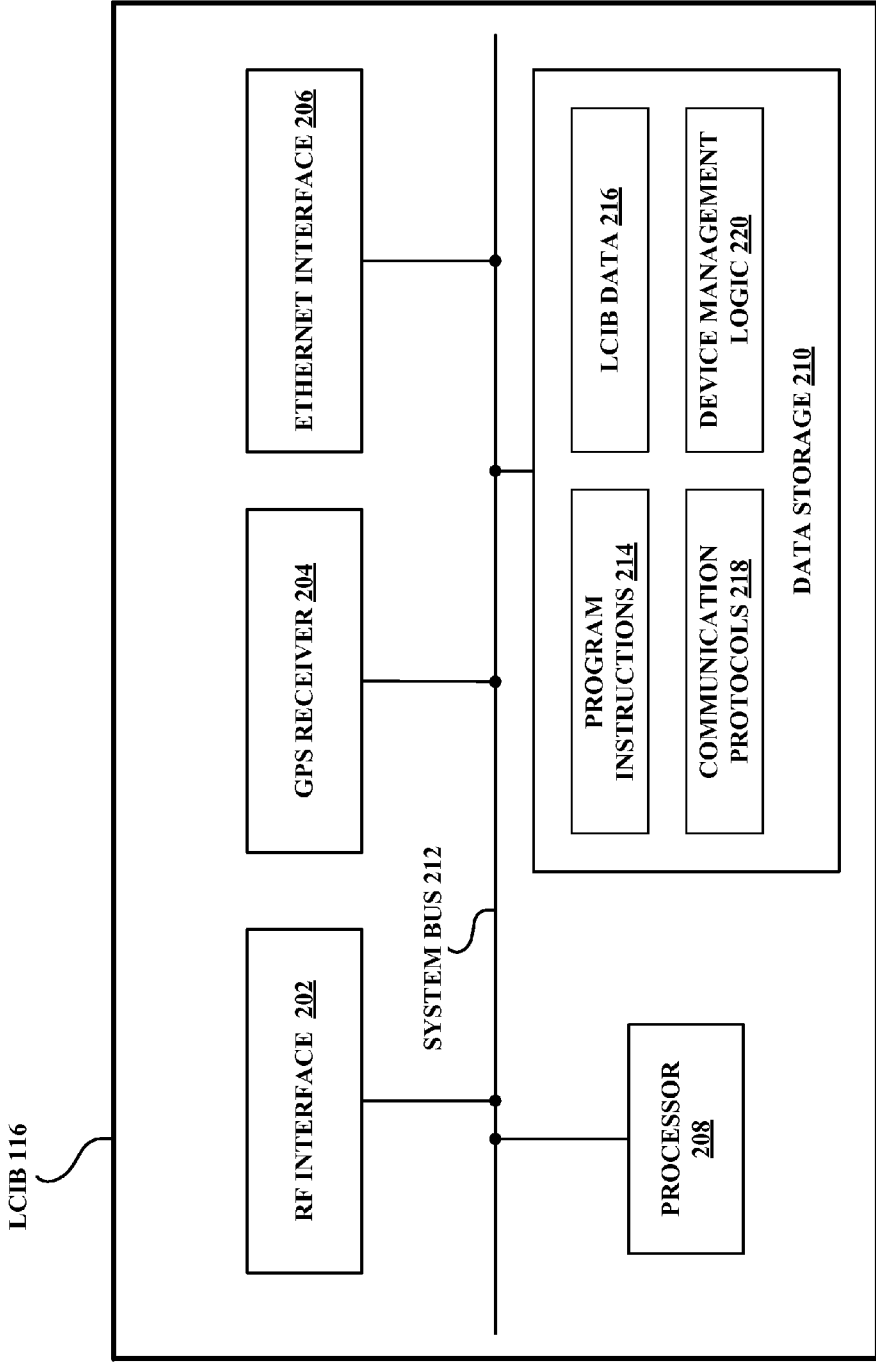 LCIB 116
RF INTERFACE 202
GPS RECEIVER 204
ETHERNET INTERFACE 206
SYSTEM BUS 212
PROCESSOR
208
PROGRAM
INSTRUCTIONS 214
LCIB DATA 216
COMMUNICATION
PROTOCOLS 218
DEVICE MANAGEMENT
LOGIC 220
DATA STORAGE 210